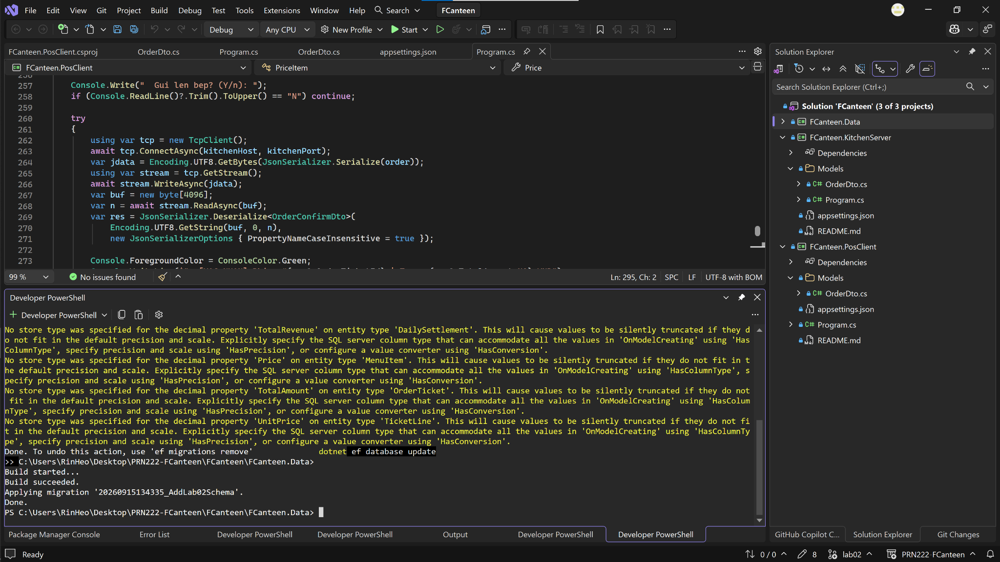 File Edit View Git Project Build Debug Test Tools Extensions Window Help Search FCanteen
Debug Any CPU New Profile Start
FCanteen.PosClient.csproj OrderDto.cs Program.cs OrderDto.cs appsettings.json Program.cs
C# FCanteen.PosClient PriceItem Price
257 Console.Write("  Gui len bep? (Y/n): ");
258 if (Console.ReadLine()?.Trim().ToUpper() == "N") continue;
259
260 try
261 {
262 using var tcp = new TcpClient();
263 await tcp.ConnectAsync(kitchenHost, kitchenPort);
264 var jdata = Encoding.UTF8.GetBytes(JsonSerializer.Serialize(order));
265 using var stream = tcp.GetStream();
266 await stream.WriteAsync(jdata);
267 var buf = new byte[4096];
268 var n = await stream.ReadAsync(buf);
269 var res = JsonSerializer.Deserialize<OrderConfirmDto>(
270 Encoding.UTF8.GetString(buf, 0, n),
271 new JsonSerializerOptions { PropertyNameCaseInsensitive = true });
272
273 Console.ForegroundColor = ConsoleColor.Green;
99 % No issues found Ln: 295, Ch: 2 SPC LF UTF-8 with BOM
Developer PowerShell
Developer PowerShell
No store type was specified for the decimal property 'TotalRevenue' on entity type 'DailySettlement'. This will cause values to be silently truncated if they d
o not fit in the default precision and scale. Explicitly specify the SQL server column type that can accommodate all the values in 'OnModelCreating' using 'Has
ColumnType', specify precision and scale using 'HasPrecision', or configure a value converter using 'HasConversion'.
No store type was specified for the decimal property 'Price' on entity type 'MenuItem'. This will cause values to be silently truncated if they do not fit in t
he default precision and scale. Explicitly specify the SQL server column type that can accommodate all the values in 'OnModelCreating' using 'HasColumnType', s
pecify precision and scale using 'HasPrecision', or configure a value converter using 'HasConversion'.
No store type was specified for the decimal property 'TotalAmount' on entity type 'OrderTicket'. This will cause values to be silently truncated if they do not
 fit in the default precision and scale. Explicitly specify the SQL server column type that can accommodate all the values in 'OnModelCreating' using 'HasColum
nType', specify precision and scale using 'HasPrecision', or configure a value converter using 'HasConversion'.
No store type was specified for the decimal property 'UnitPrice' on entity type 'TicketLine'. This will cause values to be silently truncated if they do not fi
t in the default precision and scale. Explicitly specify the SQL server column type that can accommodate all the values in 'OnModelCreating' using 'HasColumnTy
pe', specify precision and scale using 'HasPrecision', or configure a value converter using 'HasConversion'.
Done. To undo this action, use 'ef migrations remove' dotnet ef database update
>> C:\Users\RinHeo\Desktop\PRN222-FCanteen\FCanteen\FCanteen.Data>
Build started...
Build succeeded.
Applying migration '20260915134335_AddLab02Schema'.
Done.
PS C:\Users\RinHeo\Desktop\PRN222-FCanteen\FCanteen\FCanteen.Data>
Package Manager Console Error List Developer PowerShell Developer PowerShell Output Developer PowerShell Developer PowerShell
Solution Explorer
Search Solution Explorer (Ctrl+;)
Solution 'FCanteen' (3 of 3 projects)
C# FCanteen.Data
C# FCanteen.KitchenServer
Dependencies
Models
C# OrderDto.cs
C# Program.cs
appsettings.json
README.md
C# FCanteen.PosClient
Dependencies
Models
C# OrderDto.cs
appsettings.json
C# Program.cs
README.md
GitHub Copilot C... Solution Explorer Git Changes
Ready 0 / 0 8 lab02 PRN222-FCanteen